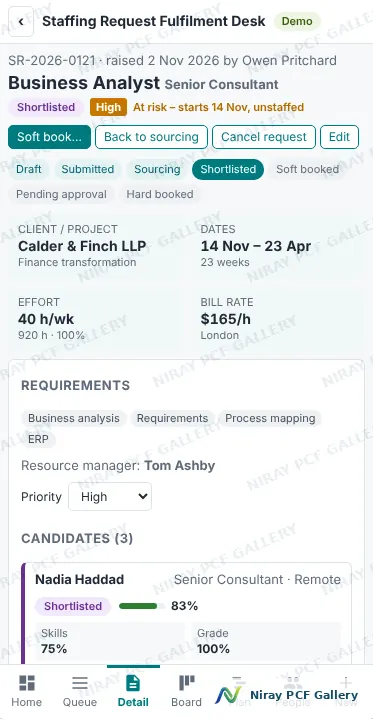 Staffing Request Fulfilment Desk Demo
SR-2026-0121 · raised 2 Nov 2026 by Owen Pritchard
Business Analyst Senior Consultant
Shortlisted High At risk – starts 14 Nov, unstaffed
Soft book... Back to sourcing Cancel request Edit
Draft Submitted Sourcing Shortlisted Soft booked
Pending approval Hard booked
CLIENT / PROJECT DATES
Calder & Finch LLP 14 Nov – 23 Apr
Finance transformation 23 weeks
EFFORT BILL RATE
40 h/wk $165/h
920 h · 100% London
REQUIREMENTS
Business analysis Requirements Process mapping
ERP
Resource manager: Tom Ashby
Priority High
CANDIDATES (3)
Nadia Haddad Senior Consultant · Remote
Shortlisted 83%
Skills Grade
75% 100%
Home Queue Detail Board People New
Niray PCF Gallery
NIRAY PCF GALLERY